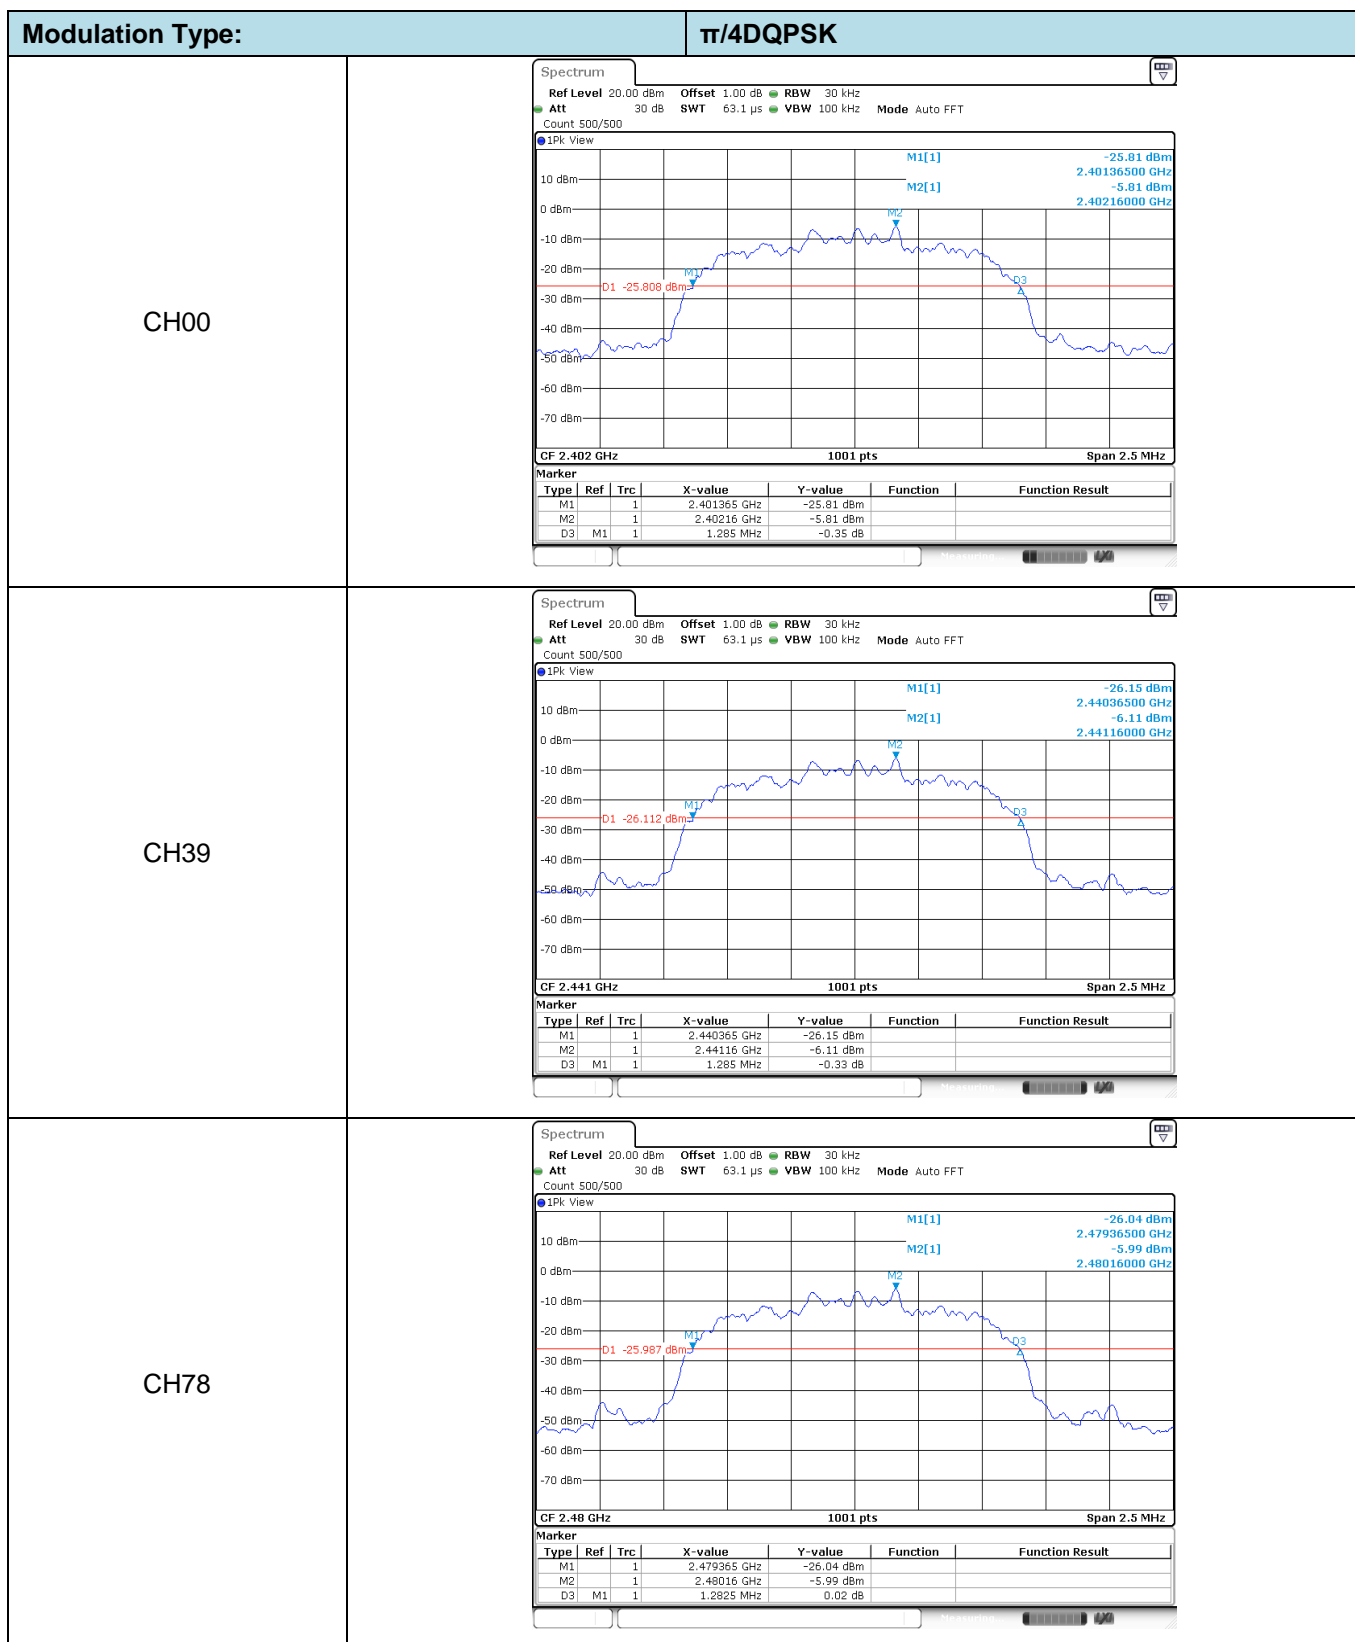 Modulation Type: π/4DQPSK
CH00
Spectrum
Ref Level 20.00 dBm Offset 1.00 dB RBW 30 kHz
Att 30 dB SWT 63.1 µs VBW 100 kHz Mode Auto FFT
Count 500/500
1Pk View
M1[1] -25.81 dBm
2.40136500 GHz
10 dBm
M2[1] -5.81 dBm
2.40216000 GHz
0 dBm
M2
-10 dBm
-20 dBm
M1
D3
D1 -25.808 dBm
-30 dBm
-40 dBm
-50 dBm
-60 dBm
-70 dBm
CF 2.402 GHz 1001 pts Span 2.5 MHz
Marker
Type Ref Trc X-value Y-value Function Function Result
M1 1 2.401365 GHz -25.81 dBm
M2 1 2.40216 GHz -5.81 dBm
D3 M1 1 1.285 MHz -0.35 dB
Measuring...
CH39
Spectrum
Ref Level 20.00 dBm Offset 1.00 dB RBW 30 kHz
Att 30 dB SWT 63.1 µs VBW 100 kHz Mode Auto FFT
Count 500/500
1Pk View
M1[1] -26.15 dBm
2.44036500 GHz
10 dBm
M2[1] -6.11 dBm
2.44116000 GHz
0 dBm
M2
-10 dBm
-20 dBm
M1
D3
D1 -26.112 dBm
-30 dBm
-40 dBm
-50 dBm
-60 dBm
-70 dBm
CF 2.441 GHz 1001 pts Span 2.5 MHz
Marker
Type Ref Trc X-value Y-value Function Function Result
M1 1 2.440365 GHz -26.15 dBm
M2 1 2.44116 GHz -6.11 dBm
D3 M1 1 1.285 MHz -0.33 dB
Measuring...
CH78
Spectrum
Ref Level 20.00 dBm Offset 1.00 dB RBW 30 kHz
Att 30 dB SWT 63.1 µs VBW 100 kHz Mode Auto FFT
Count 500/500
1Pk View
M1[1] -26.04 dBm
2.47936500 GHz
10 dBm
M2[1] -5.99 dBm
2.48016000 GHz
0 dBm
M2
-10 dBm
-20 dBm
M1
D3
D1 -25.987 dBm
-30 dBm
-40 dBm
-50 dBm
-60 dBm
-70 dBm
CF 2.48 GHz 1001 pts Span 2.5 MHz
Marker
Type Ref Trc X-value Y-value Function Function Result
M1 1 2.479365 GHz -26.04 dBm
M2 1 2.48016 GHz -5.99 dBm
D3 M1 1 1.2825 MHz 0.02 dB
Measuring...